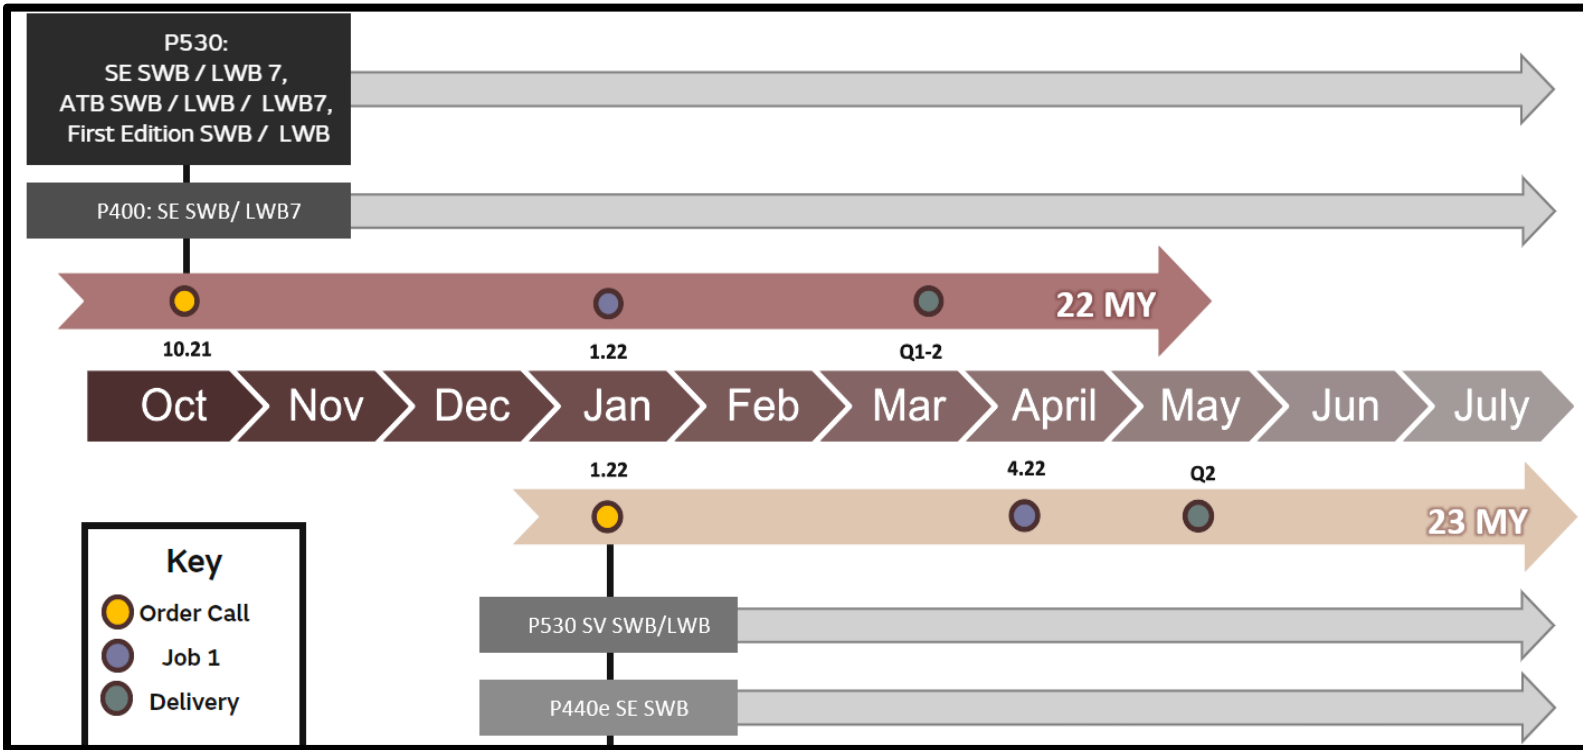 P530:
SE SWB / LWB 7,
ATB SWB / LWB /  LWB7,
First Edition SWB /  LWB
P400: SE SWB/ LWB7
22 MY
10.21
1.22
Q1-2
Oct
Nov
Dec
Jan
Feb
Mar
April
May
Jun
July
1.22
4.22
Q2
23 MY
Key
Order Call
Job 1
Delivery
P530 SV SWB/LWB
P440e SE SWB